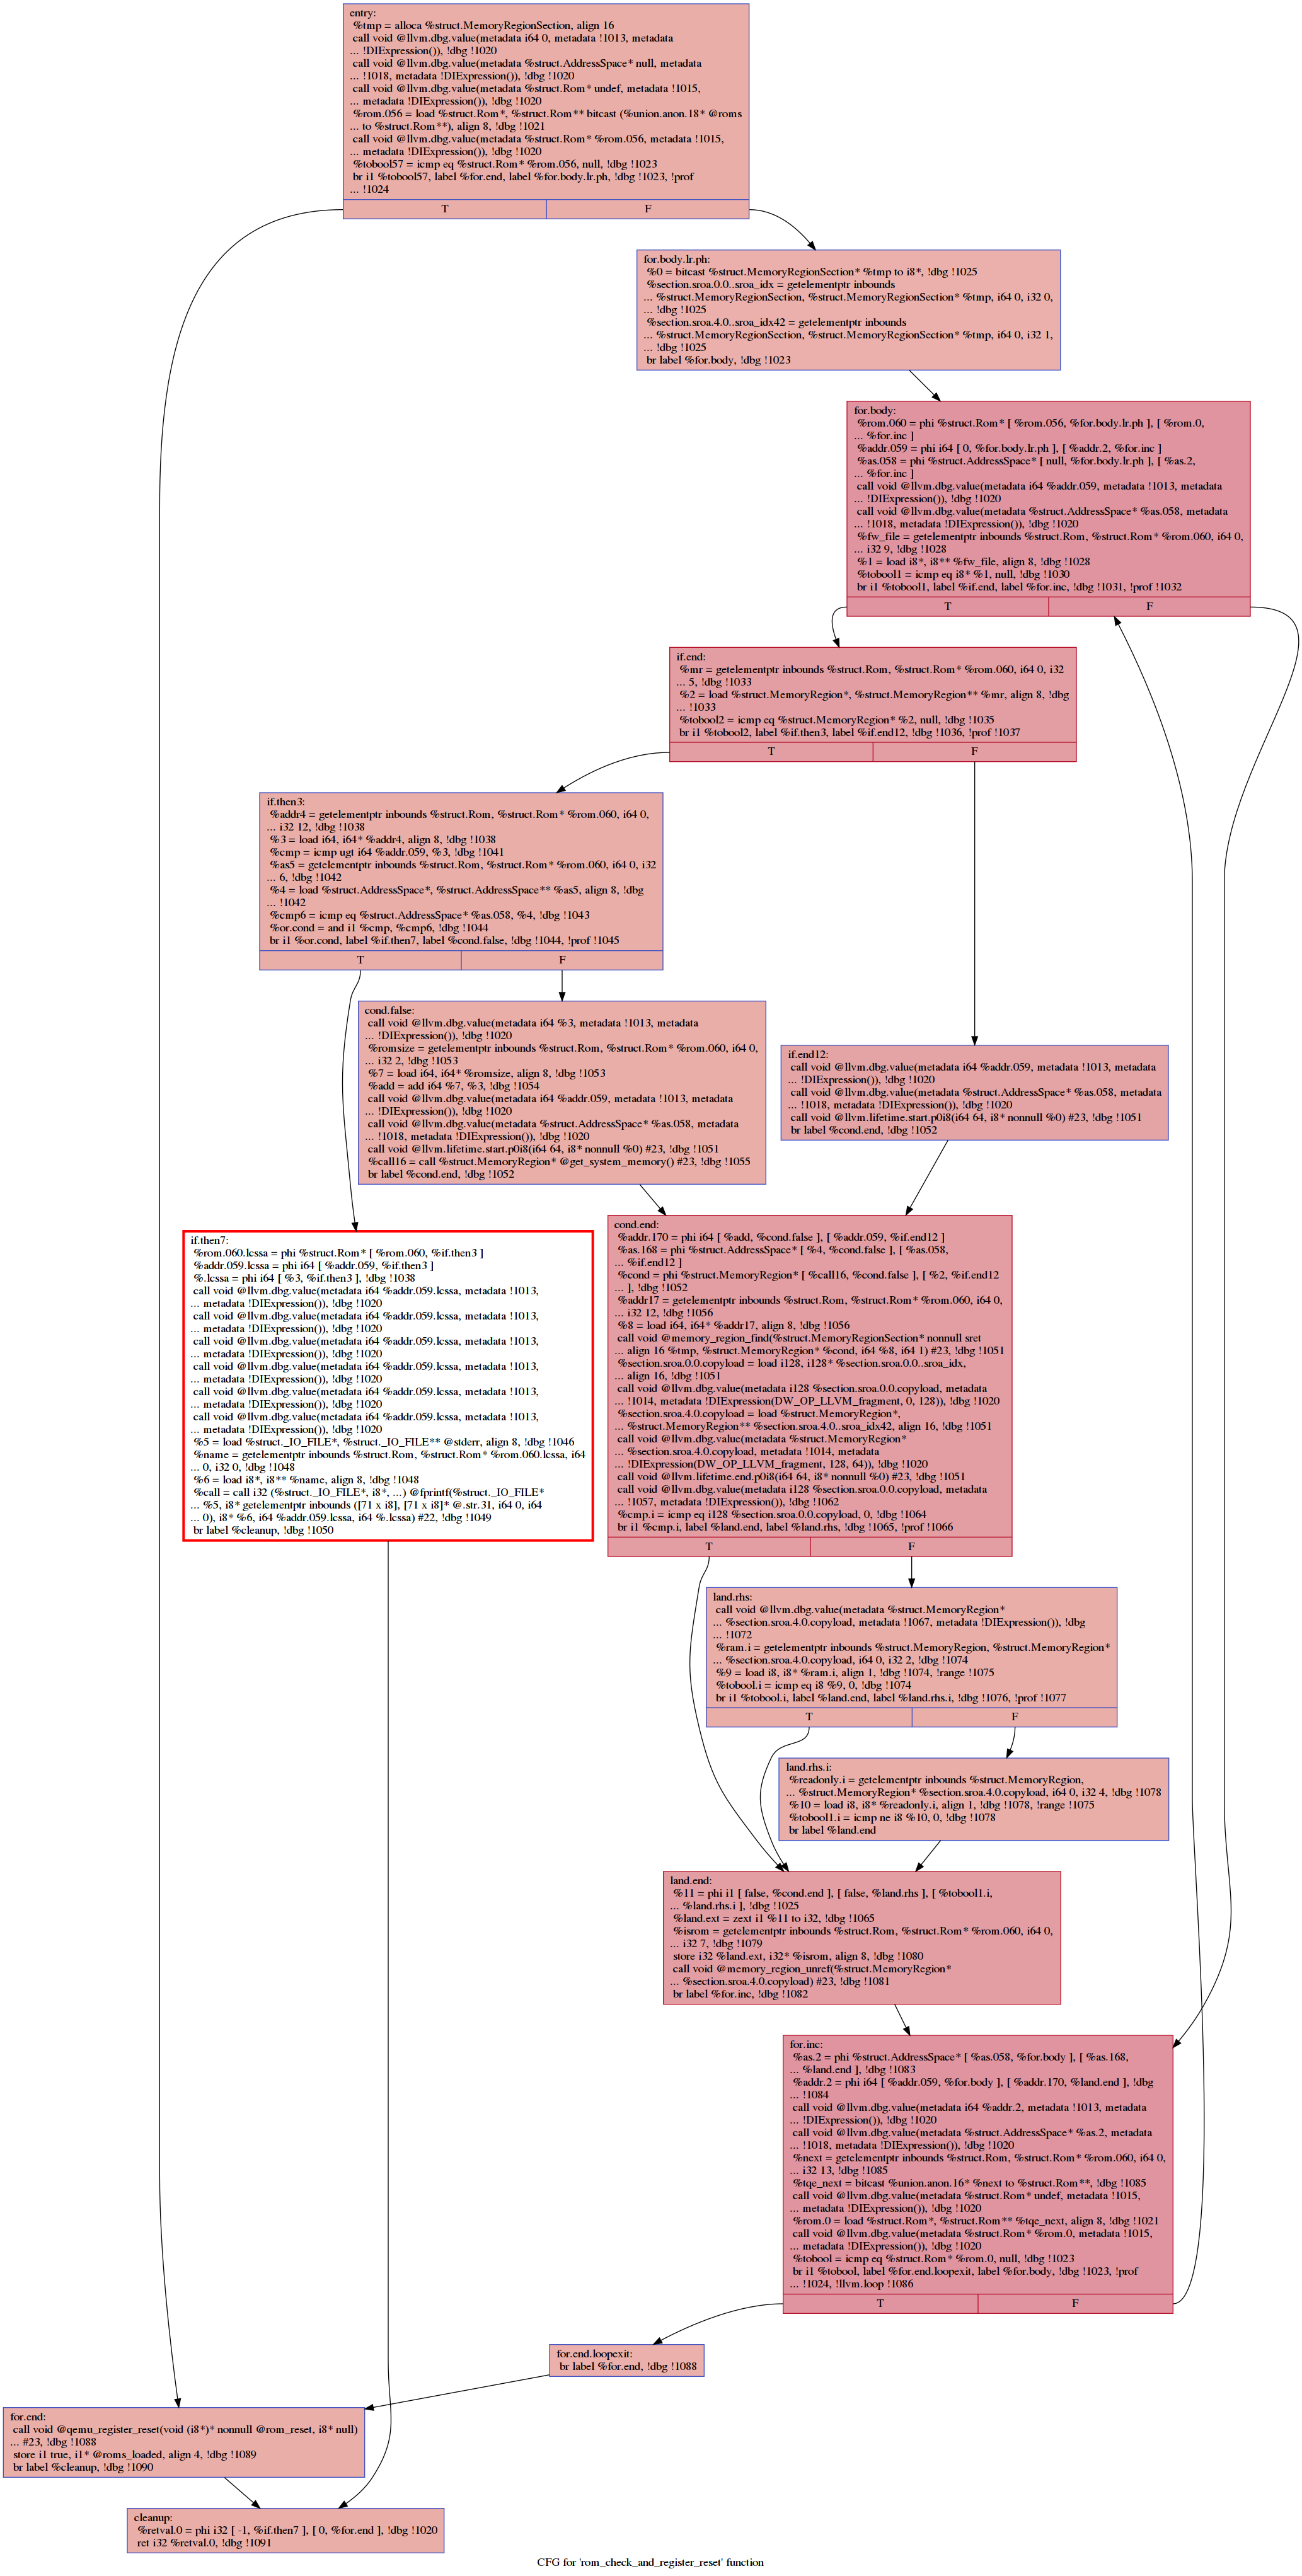 entry:
%tmp = alloca %struct.MemoryRegionSection, align 16
call void @llvm.dbg.value(metadata i64 0, metadata !1013, metadata
... !DIExpression()), !dbg !1020
call void @llvm.dbg.value(metadata %struct.AddressSpace* null, metadata
... !1018, metadata !DIExpression()), !dbg !1020
call void @llvm.dbg.value(metadata %struct.Rom* undef, metadata !1015,
... metadata !DIExpression()), !dbg !1020
%rom.056 = load %struct.Rom*, %struct.Rom** bitcast (%union.anon.18* @roms
... to %struct.Rom**), align 8, !dbg !1021
call void @llvm.dbg.value(metadata %struct.Rom* %rom.056, metadata !1015,
... metadata !DIExpression()), !dbg !1020
%tobool57 = icmp eq %struct.Rom* %rom.056, null, !dbg !1023
br i1 %tobool57, label %for.end, label %for.body.lr.ph, !dbg !1023, !prof
... !1024
T F
for.body.lr.ph:
%0 = bitcast %struct.MemoryRegionSection* %tmp to i8*, !dbg !1025
%section.sroa.0.0..sroa_idx = getelementptr inbounds
... %struct.MemoryRegionSection, %struct.MemoryRegionSection* %tmp, i64 0, i32 0,
... !dbg !1025
%section.sroa.4.0..sroa_idx42 = getelementptr inbounds
... %struct.MemoryRegionSection, %struct.MemoryRegionSection* %tmp, i64 0, i32 1,
... !dbg !1025
br label %for.body, !dbg !1023
for.body:
%rom.060 = phi %struct.Rom* [ %rom.056, %for.body.lr.ph ], [ %rom.0,
... %for.inc ]
%addr.059 = phi i64 [ 0, %for.body.lr.ph ], [ %addr.2, %for.inc ]
%as.058 = phi %struct.AddressSpace* [ null, %for.body.lr.ph ], [ %as.2,
... %for.inc ]
call void @llvm.dbg.value(metadata i64 %addr.059, metadata !1013, metadata
... !DIExpression()), !dbg !1020
call void @llvm.dbg.value(metadata %struct.AddressSpace* %as.058, metadata
... !1018, metadata !DIExpression()), !dbg !1020
%fw_file = getelementptr inbounds %struct.Rom, %struct.Rom* %rom.060, i64 0,
... i32 9, !dbg !1028
%1 = load i8*, i8** %fw_file, align 8, !dbg !1028
%tobool1 = icmp eq i8* %1, null, !dbg !1030
br i1 %tobool1, label %if.end, label %for.inc, !dbg !1031, !prof !1032
T F
if.end:
%mr = getelementptr inbounds %struct.Rom, %struct.Rom* %rom.060, i64 0, i32
... 5, !dbg !1033
%2 = load %struct.MemoryRegion*, %struct.MemoryRegion** %mr, align 8, !dbg
... !1033
%tobool2 = icmp eq %struct.MemoryRegion* %2, null, !dbg !1035
br i1 %tobool2, label %if.then3, label %if.end12, !dbg !1036, !prof !1037
T F
if.then3:
%addr4 = getelementptr inbounds %struct.Rom, %struct.Rom* %rom.060, i64 0,
... i32 12, !dbg !1038
%3 = load i64, i64* %addr4, align 8, !dbg !1038
%cmp = icmp ugt i64 %addr.059, %3, !dbg !1041
%as5 = getelementptr inbounds %struct.Rom, %struct.Rom* %rom.060, i64 0, i32
... 6, !dbg !1042
%4 = load %struct.AddressSpace*, %struct.AddressSpace** %as5, align 8, !dbg
... !1042
%cmp6 = icmp eq %struct.AddressSpace* %as.058, %4, !dbg !1043
%or.cond = and i1 %cmp, %cmp6, !dbg !1044
br i1 %or.cond, label %if.then7, label %cond.false, !dbg !1044, !prof !1045
T F
cond.false:
call void @llvm.dbg.value(metadata i64 %3, metadata !1013, metadata
... !DIExpression()), !dbg !1020
%romsize = getelementptr inbounds %struct.Rom, %struct.Rom* %rom.060, i64 0,
... i32 2, !dbg !1053
%7 = load i64, i64* %romsize, align 8, !dbg !1053
%add = add i64 %7, %3, !dbg !1054
call void @llvm.dbg.value(metadata i64 %addr.059, metadata !1013, metadata
... !DIExpression()), !dbg !1020
call void @llvm.dbg.value(metadata %struct.AddressSpace* %as.058, metadata
... !1018, metadata !DIExpression()), !dbg !1020
call void @llvm.lifetime.start.p0i8(i64 64, i8* nonnull %0) #23, !dbg !1051
%call16 = call %struct.MemoryRegion* @get_system_memory() #23, !dbg !1055
br label %cond.end, !dbg !1052
if.end12:
call void @llvm.dbg.value(metadata i64 %addr.059, metadata !1013, metadata
... !DIExpression()), !dbg !1020
call void @llvm.dbg.value(metadata %struct.AddressSpace* %as.058, metadata
... !1018, metadata !DIExpression()), !dbg !1020
call void @llvm.lifetime.start.p0i8(i64 64, i8* nonnull %0) #23, !dbg !1051
br label %cond.end, !dbg !1052
if.then7:
%rom.060.lcssa = phi %struct.Rom* [ %rom.060, %if.then3 ]
%addr.059.lcssa = phi i64 [ %addr.059, %if.then3 ]
%.lcssa = phi i64 [ %3, %if.then3 ], !dbg !1038
call void @llvm.dbg.value(metadata i64 %addr.059.lcssa, metadata !1013,
... metadata !DIExpression()), !dbg !1020
call void @llvm.dbg.value(metadata i64 %addr.059.lcssa, metadata !1013,
... metadata !DIExpression()), !dbg !1020
call void @llvm.dbg.value(metadata i64 %addr.059.lcssa, metadata !1013,
... metadata !DIExpression()), !dbg !1020
call void @llvm.dbg.value(metadata i64 %addr.059.lcssa, metadata !1013,
... metadata !DIExpression()), !dbg !1020
call void @llvm.dbg.value(metadata i64 %addr.059.lcssa, metadata !1013,
... metadata !DIExpression()), !dbg !1020
call void @llvm.dbg.value(metadata i64 %addr.059.lcssa, metadata !1013,
... metadata !DIExpression()), !dbg !1020
%5 = load %struct._IO_FILE*, %struct._IO_FILE** @stderr, align 8, !dbg !1046
%name = getelementptr inbounds %struct.Rom, %struct.Rom* %rom.060.lcssa, i64
... 0, i32 0, !dbg !1048
%6 = load i8*, i8** %name, align 8, !dbg !1048
%call = call i32 (%struct._IO_FILE*, i8*, ...) @fprintf(%struct._IO_FILE*
... %5, i8* getelementptr inbounds ([71 x i8], [71 x i8]* @.str.31, i64 0, i64
... 0), i8* %6, i64 %addr.059.lcssa, i64 %.lcssa) #22, !dbg !1049
br label %cleanup, !dbg !1050
cond.end:
%addr.170 = phi i64 [ %add, %cond.false ], [ %addr.059, %if.end12 ]
%as.168 = phi %struct.AddressSpace* [ %4, %cond.false ], [ %as.058,
... %if.end12 ]
%cond = phi %struct.MemoryRegion* [ %call16, %cond.false ], [ %2, %if.end12
... ], !dbg !1052
%addr17 = getelementptr inbounds %struct.Rom, %struct.Rom* %rom.060, i64 0,
... i32 12, !dbg !1056
%8 = load i64, i64* %addr17, align 8, !dbg !1056
call void @memory_region_find(%struct.MemoryRegionSection* nonnull sret
... align 16 %tmp, %struct.MemoryRegion* %cond, i64 %8, i64 1) #23, !dbg !1051
%section.sroa.0.0.copyload = load i128, i128* %section.sroa.0.0..sroa_idx,
... align 16, !dbg !1051
call void @llvm.dbg.value(metadata i128 %section.sroa.0.0.copyload, metadata
... !1014, metadata !DIExpression(DW_OP_LLVM_fragment, 0, 128)), !dbg !1020
%section.sroa.4.0.copyload = load %struct.MemoryRegion*,
... %struct.MemoryRegion** %section.sroa.4.0..sroa_idx42, align 16, !dbg !1051
call void @llvm.dbg.value(metadata %struct.MemoryRegion*
... %section.sroa.4.0.copyload, metadata !1014, metadata
... !DIExpression(DW_OP_LLVM_fragment, 128, 64)), !dbg !1020
call void @llvm.lifetime.end.p0i8(i64 64, i8* nonnull %0) #23, !dbg !1051
call void @llvm.dbg.value(metadata i128 %section.sroa.0.0.copyload, metadata
... !1057, metadata !DIExpression()), !dbg !1062
%cmp.i = icmp eq i128 %section.sroa.0.0.copyload, 0, !dbg !1064
br i1 %cmp.i, label %land.end, label %land.rhs, !dbg !1065, !prof !1066
T F
land.rhs:
call void @llvm.dbg.value(metadata %struct.MemoryRegion*
... %section.sroa.4.0.copyload, metadata !1067, metadata !DIExpression()), !dbg
... !1072
%ram.i = getelementptr inbounds %struct.MemoryRegion, %struct.MemoryRegion*
... %section.sroa.4.0.copyload, i64 0, i32 2, !dbg !1074
%9 = load i8, i8* %ram.i, align 1, !dbg !1074, !range !1075
%tobool.i = icmp eq i8 %9, 0, !dbg !1074
br i1 %tobool.i, label %land.end, label %land.rhs.i, !dbg !1076, !prof !1077
T F
land.rhs.i:
%readonly.i = getelementptr inbounds %struct.MemoryRegion,
... %struct.MemoryRegion* %section.sroa.4.0.copyload, i64 0, i32 4, !dbg !1078
%10 = load i8, i8* %readonly.i, align 1, !dbg !1078, !range !1075
%tobool1.i = icmp ne i8 %10, 0, !dbg !1078
br label %land.end
land.end:
%11 = phi i1 [ false, %cond.end ], [ false, %land.rhs ], [ %tobool1.i,
... %land.rhs.i ], !dbg !1025
%land.ext = zext i1 %11 to i32, !dbg !1065
%isrom = getelementptr inbounds %struct.Rom, %struct.Rom* %rom.060, i64 0,
... i32 7, !dbg !1079
store i32 %land.ext, i32* %isrom, align 8, !dbg !1080
call void @memory_region_unref(%struct.MemoryRegion*
... %section.sroa.4.0.copyload) #23, !dbg !1081
br label %for.inc, !dbg !1082
for.inc:
%as.2 = phi %struct.AddressSpace* [ %as.058, %for.body ], [ %as.168,
... %land.end ], !dbg !1083
%addr.2 = phi i64 [ %addr.059, %for.body ], [ %addr.170, %land.end ], !dbg
... !1084
call void @llvm.dbg.value(metadata i64 %addr.2, metadata !1013, metadata
... !DIExpression()), !dbg !1020
call void @llvm.dbg.value(metadata %struct.AddressSpace* %as.2, metadata
... !1018, metadata !DIExpression()), !dbg !1020
%next = getelementptr inbounds %struct.Rom, %struct.Rom* %rom.060, i64 0,
... i32 13, !dbg !1085
%tqe_next = bitcast %union.anon.16* %next to %struct.Rom**, !dbg !1085
call void @llvm.dbg.value(metadata %struct.Rom* undef, metadata !1015,
... metadata !DIExpression()), !dbg !1020
%rom.0 = load %struct.Rom*, %struct.Rom** %tqe_next, align 8, !dbg !1021
call void @llvm.dbg.value(metadata %struct.Rom* %rom.0, metadata !1015,
... metadata !DIExpression()), !dbg !1020
%tobool = icmp eq %struct.Rom* %rom.0, null, !dbg !1023
br i1 %tobool, label %for.end.loopexit, label %for.body, !dbg !1023, !prof
... !1024, !llvm.loop !1086
T F
for.end.loopexit:
br label %for.end, !dbg !1088
for.end:
call void @qemu_register_reset(void (i8*)* nonnull @rom_reset, i8* null)
... #23, !dbg !1088
store i1 true, i1* @roms_loaded, align 4, !dbg !1089
br label %cleanup, !dbg !1090
cleanup:
%retval.0 = phi i32 [ -1, %if.then7 ], [ 0, %for.end ], !dbg !1020
ret i32 %retval.0, !dbg !1091
CFG for 'rom_check_and_register_reset' function